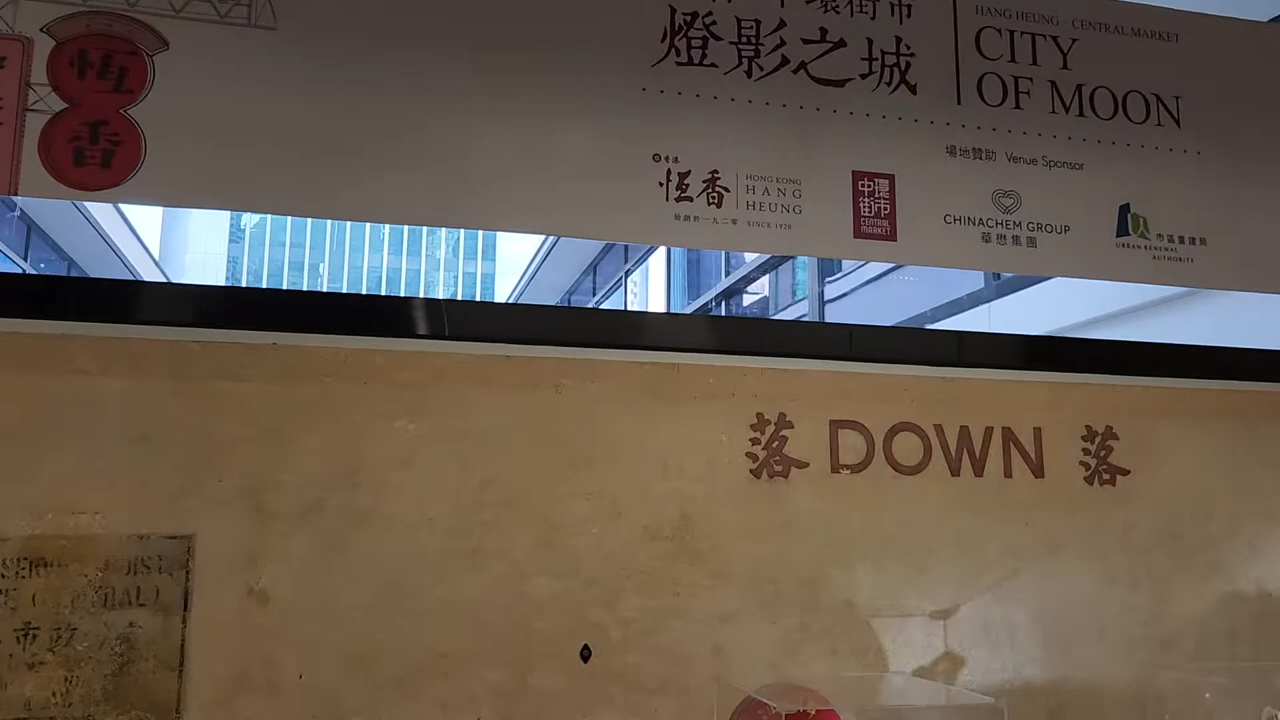 恆
香
環街市
燈影之城
HANG HEUNG CENTRAL MARKET
CITY
OF MOON
場地贊助 Venue Sponsor
香港
恆香
始創於一九二零 · SINCE 1920
HONG KONG
HANG
HEUNG
中環
街市
CENTRAL
MARKET
CHINACHEM GROUP
華懋集團
市區重建局
URBAN RENEWAL
AUTHORITY
落 DOWN 落
市政